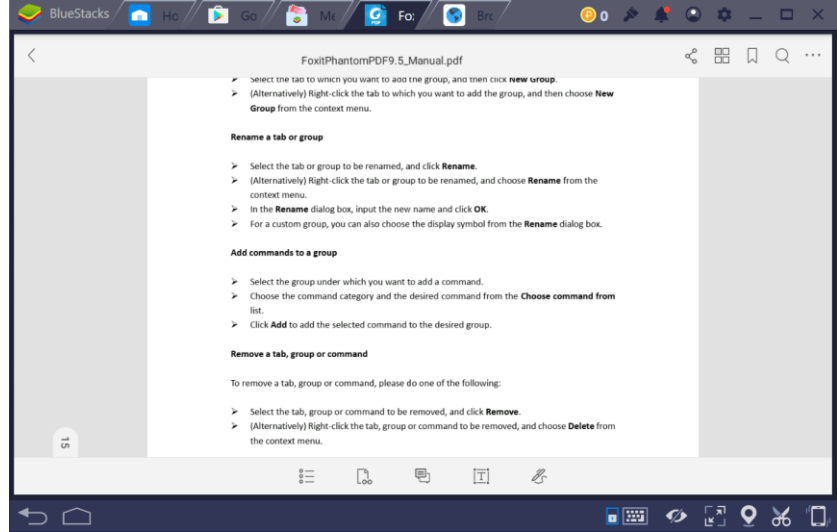 BlueStacks Ho Go Me Fo: Bro 0
FoxitPhantomPDF9.5_Manual.pdf
➢ Select the tab to which you want to add the group, and then click New Group.
➢ (Alternatively) Right-click the tab to which you want to add the group, and then choose New
Group from the context menu.
Rename a tab or group
➢ Select the tab or group to be renamed, and click Rename.
➢ (Alternatively) Right-click the tab or group to be renamed, and choose Rename from the
context menu.
➢ In the Rename dialog box, input the new name and click OK.
➢ For a custom group, you can also choose the display symbol from the Rename dialog box.
Add commands to a group
➢ Select the group under which you want to add a command.
➢ Choose the command category and the desired command from the Choose command from
list.
➢ Click Add to add the selected command to the desired group.
Remove a tab, group or command
To remove a tab, group or command, please do one of the following:
➢ Select the tab, group or command to be removed, and click Remove.
➢ (Alternatively) Right-click the tab, group or command to be removed, and choose Delete from
the context menu.
15